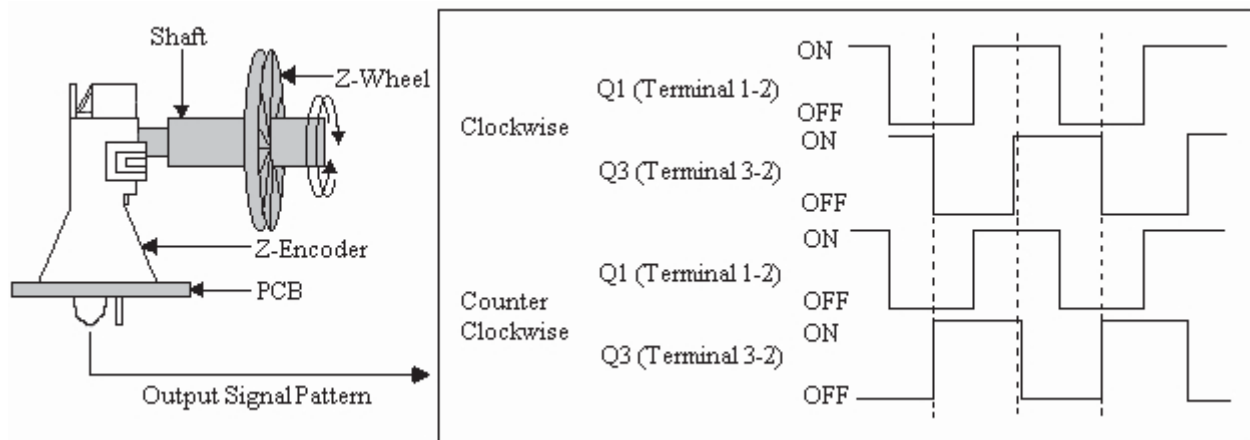 Shaft
Z-Wheel
Z-Encoder
PCB
Output Signal Pattern
Clockwise
Q1 (Terminal 1-2)
ON
OFF
Q3 (Terminal 3-2)
ON
OFF
Counter
Clockwise
Q1 (Terminal 1-2)
ON
OFF
Q3 (Terminal 3-2)
ON
OFF